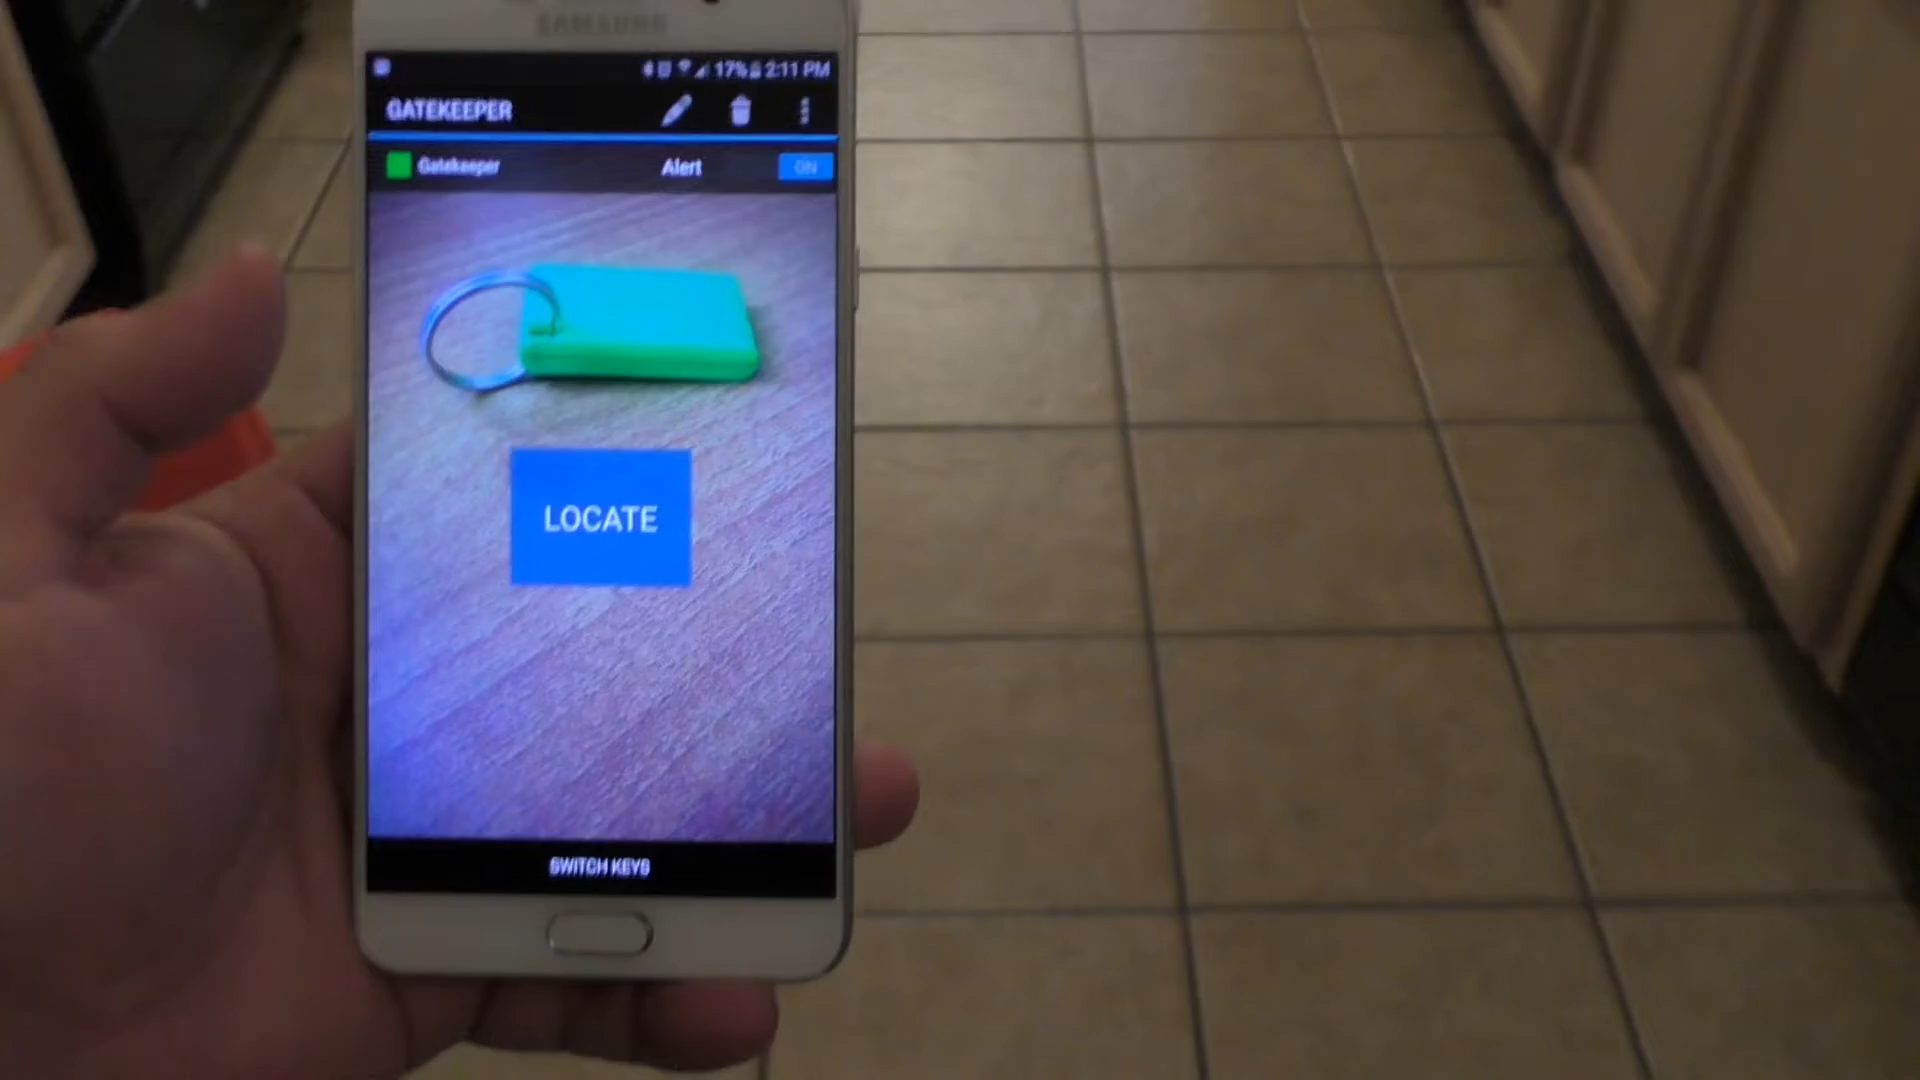 SAMSUNG
17% 2:11 PM
GATEKEEPER
Gatekeeper Alert ON
LOCATE
SWITCH KEYS